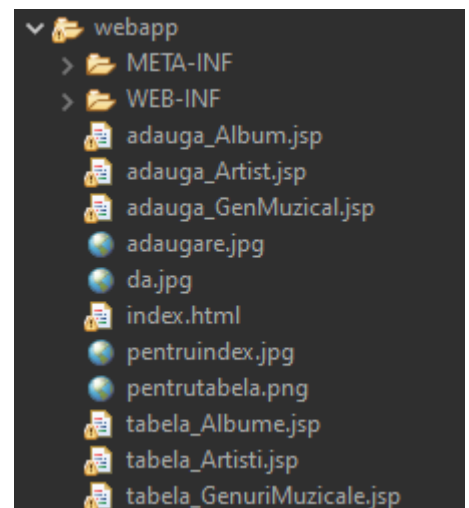 webapp
META-INF
WEB-INF
adauga_Album.jsp
adauga_Artist.jsp
adauga_GenMuzical.jsp
adaugare.jpg
da.jpg
index.html
pentruindex.jpg
pentrutabela.png
tabela_Albume.jsp
tabela_Artisti.jsp
tabela_GenuriMuzicale.jsp